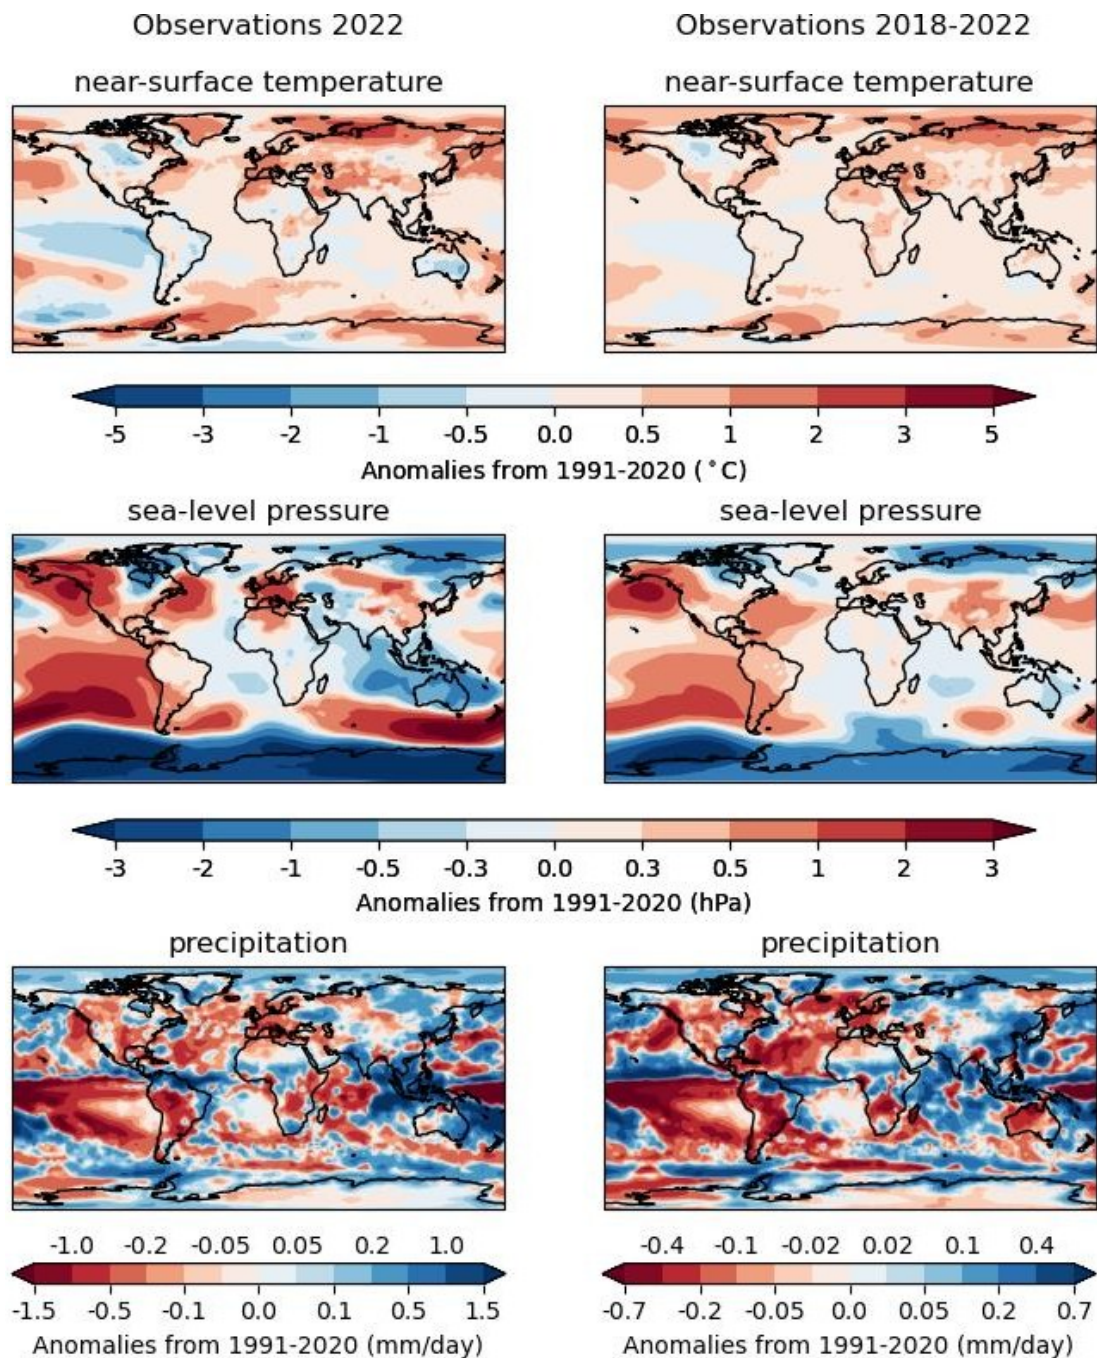 Observations 2022
Observations 2018-2022
near-surface temperature
near-surface temperature
-5 -3 -2 -1 -0.5 0.0 0.5 1 2 3 5
Anomalies from 1991-2020 (°C)
sea-level pressure
sea-level pressure
-3 -2 -1 -0.5 -0.3 0.0 0.3 0.5 1 2 3
Anomalies from 1991-2020 (hPa)
precipitation
precipitation
-1.0 -0.2 -0.05 0.05 0.2 1.0
-1.5 -0.5 -0.1 0.0 0.1 0.5 1.5
Anomalies from 1991-2020 (mm/day)
-0.4 -0.1 -0.02 0.02 0.1 0.4
-0.7 -0.2 -0.05 0.0 0.05 0.2 0.7
Anomalies from 1991-2020 (mm/day)